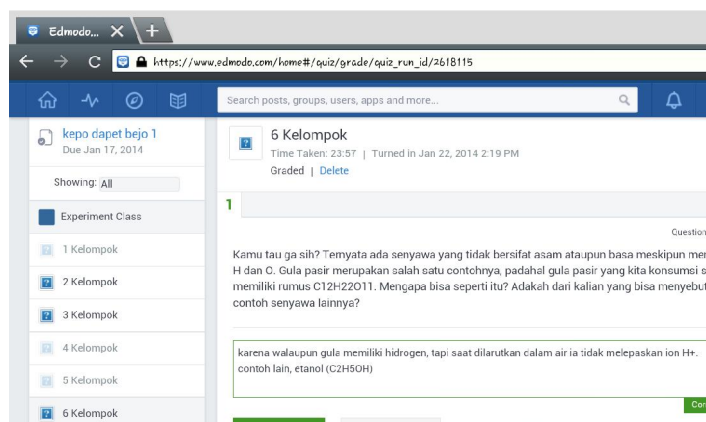 Edmodo...
https://www.edmodo.com/home#/quiz/grade/quiz_run_id/2618115
Search posts, groups, users, apps and more...
kepo dapet bejo 1
Due Jan 17, 2014
Showing: All
Experiment Class
1 Kelompok
2 Kelompok
3 Kelompok
4 Kelompok
5 Kelompok
6 Kelompok
6 Kelompok
Time Taken: 23:57 | Turned in Jan 22, 2014 2:19 PM
Graded | Delete
1
Question
Kamu tau ga sih? Ternyata ada senyawa yang tidak bersifat asam ataupun basa meskipun mer
H dan O. Gula pasir merupakan salah satu contohnya, padahal gula pasir yang kita konsumsi s
memiliki rumus C12H22O11. Mengapa bisa seperti itu? Adakah dari kalian yang bisa menyebut
contoh senyawa lainnya?
karena walaupun gula memiliki hidrogen, tapi saat dilarutkan dalam air ia tidak melepaskan ion H+.
contoh lain, etanol (C2H5OH)
Cor